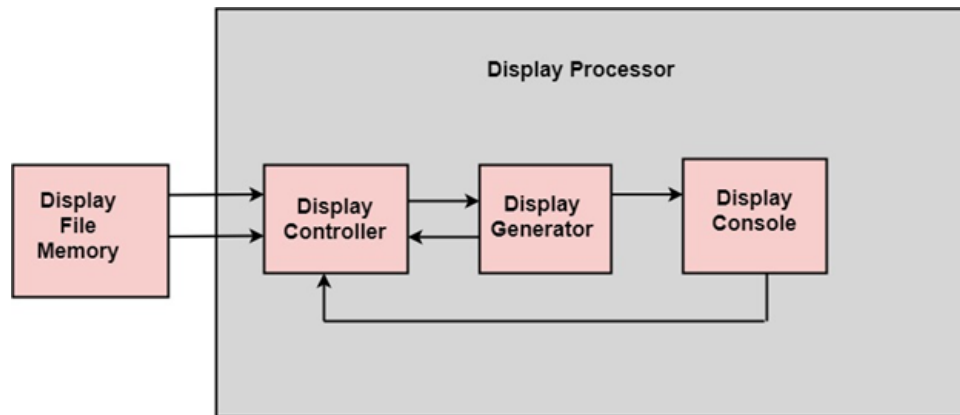 Display Processor
Display
File
Memory
Display
Controller
Display
Generator
Display
Console